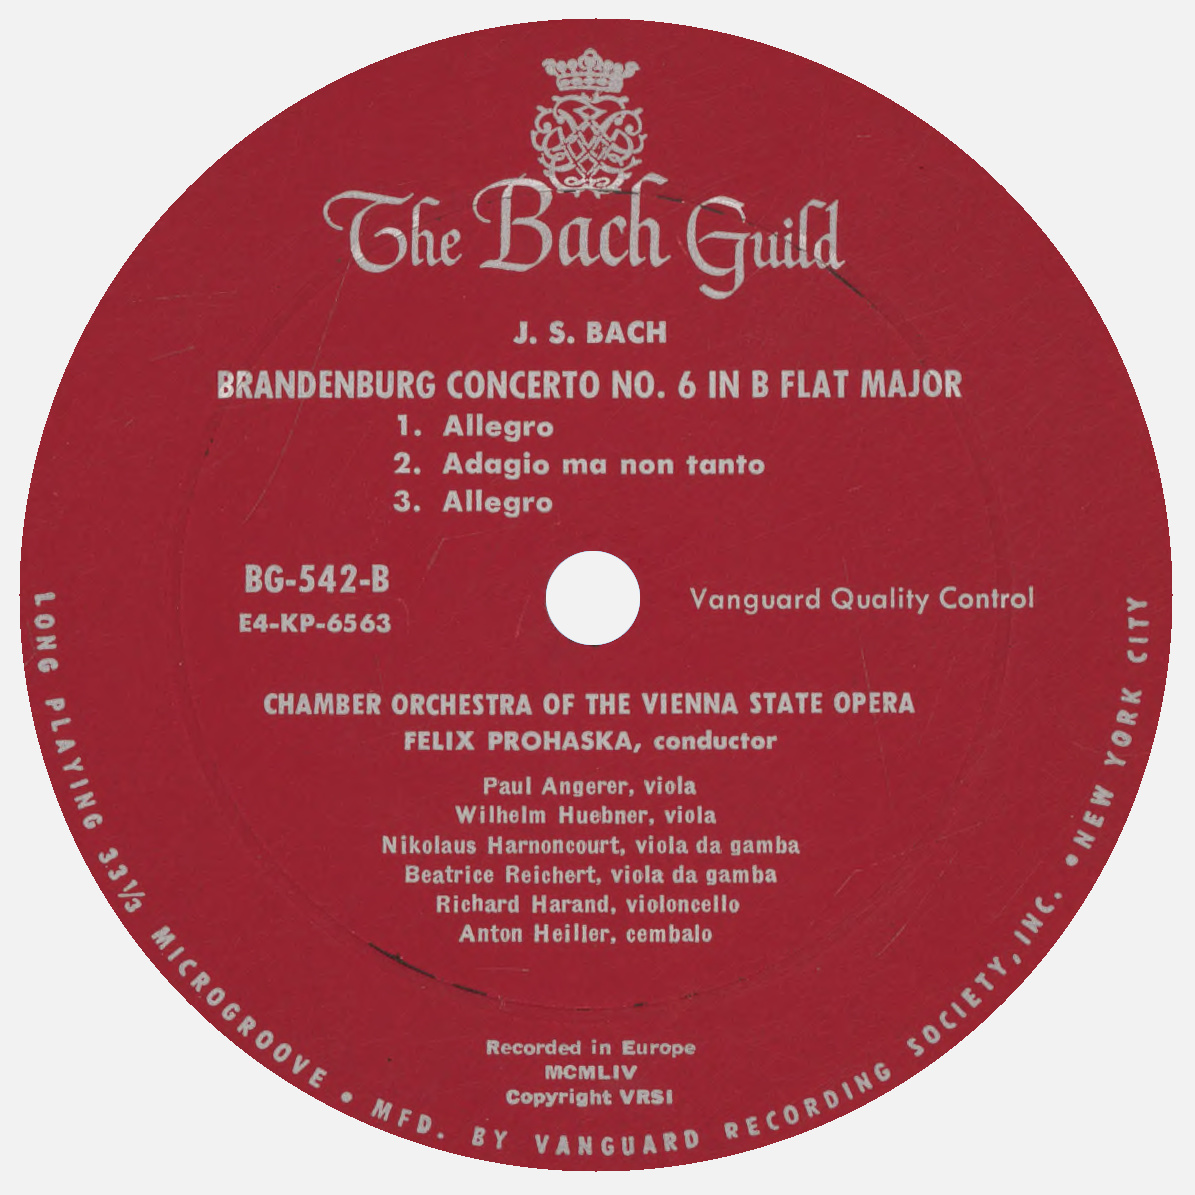 The Bach Guild
J. S. BACH
BRANDENBURG CONCERTO NO. 6 IN B FLAT MAJOR
1. Allegro
2. Adagio ma non tanto
3. Allegro
BG-542-B
E4-KP-6563
Vanguard Quality Control
CHAMBER ORCHESTRA OF THE VIENNA STATE OPERA
FELIX PROHASKA, conductor
Paul Angerer, viola
Wilhelm Huebner, viola
Nikolaus Harnoncourt, viola da gamba
Beatrice Reichert, viola da gamba
Richard Harand, violoncello
Anton Heiller, cembalo
Recorded in Europe
MCMLIV
Copyright VRSI
LONG PLAYING 33 1/3 MICROGROOVE • MFD. BY VANGUARD RECORDING SOCIETY, INC. • NEW YORK CITY